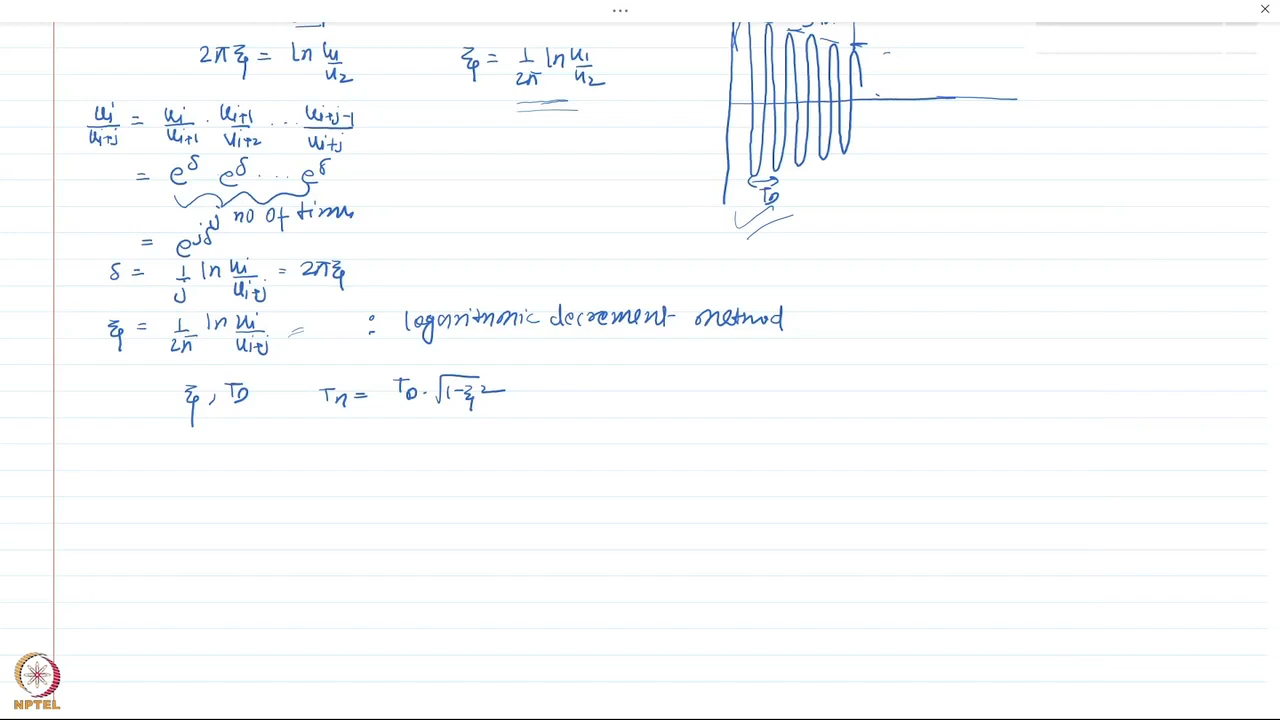 2πξ = ln u1/u2    ξ = 1/2π ln u1/u2
ui/ui+j = ui/ui+1 · ui+1/ui+2 · ... ui+j-1/ui+j
= e^δ e^δ ... e^δ
j no of times
= e^jδ
δ = 1/j ln ui/ui+j = 2πξ
ξ = 1/2π ln ui/ui+j = : logaritmonic decrement method
ξ, TD    Tn = TD · √1-ξ²
TD
NPTEL